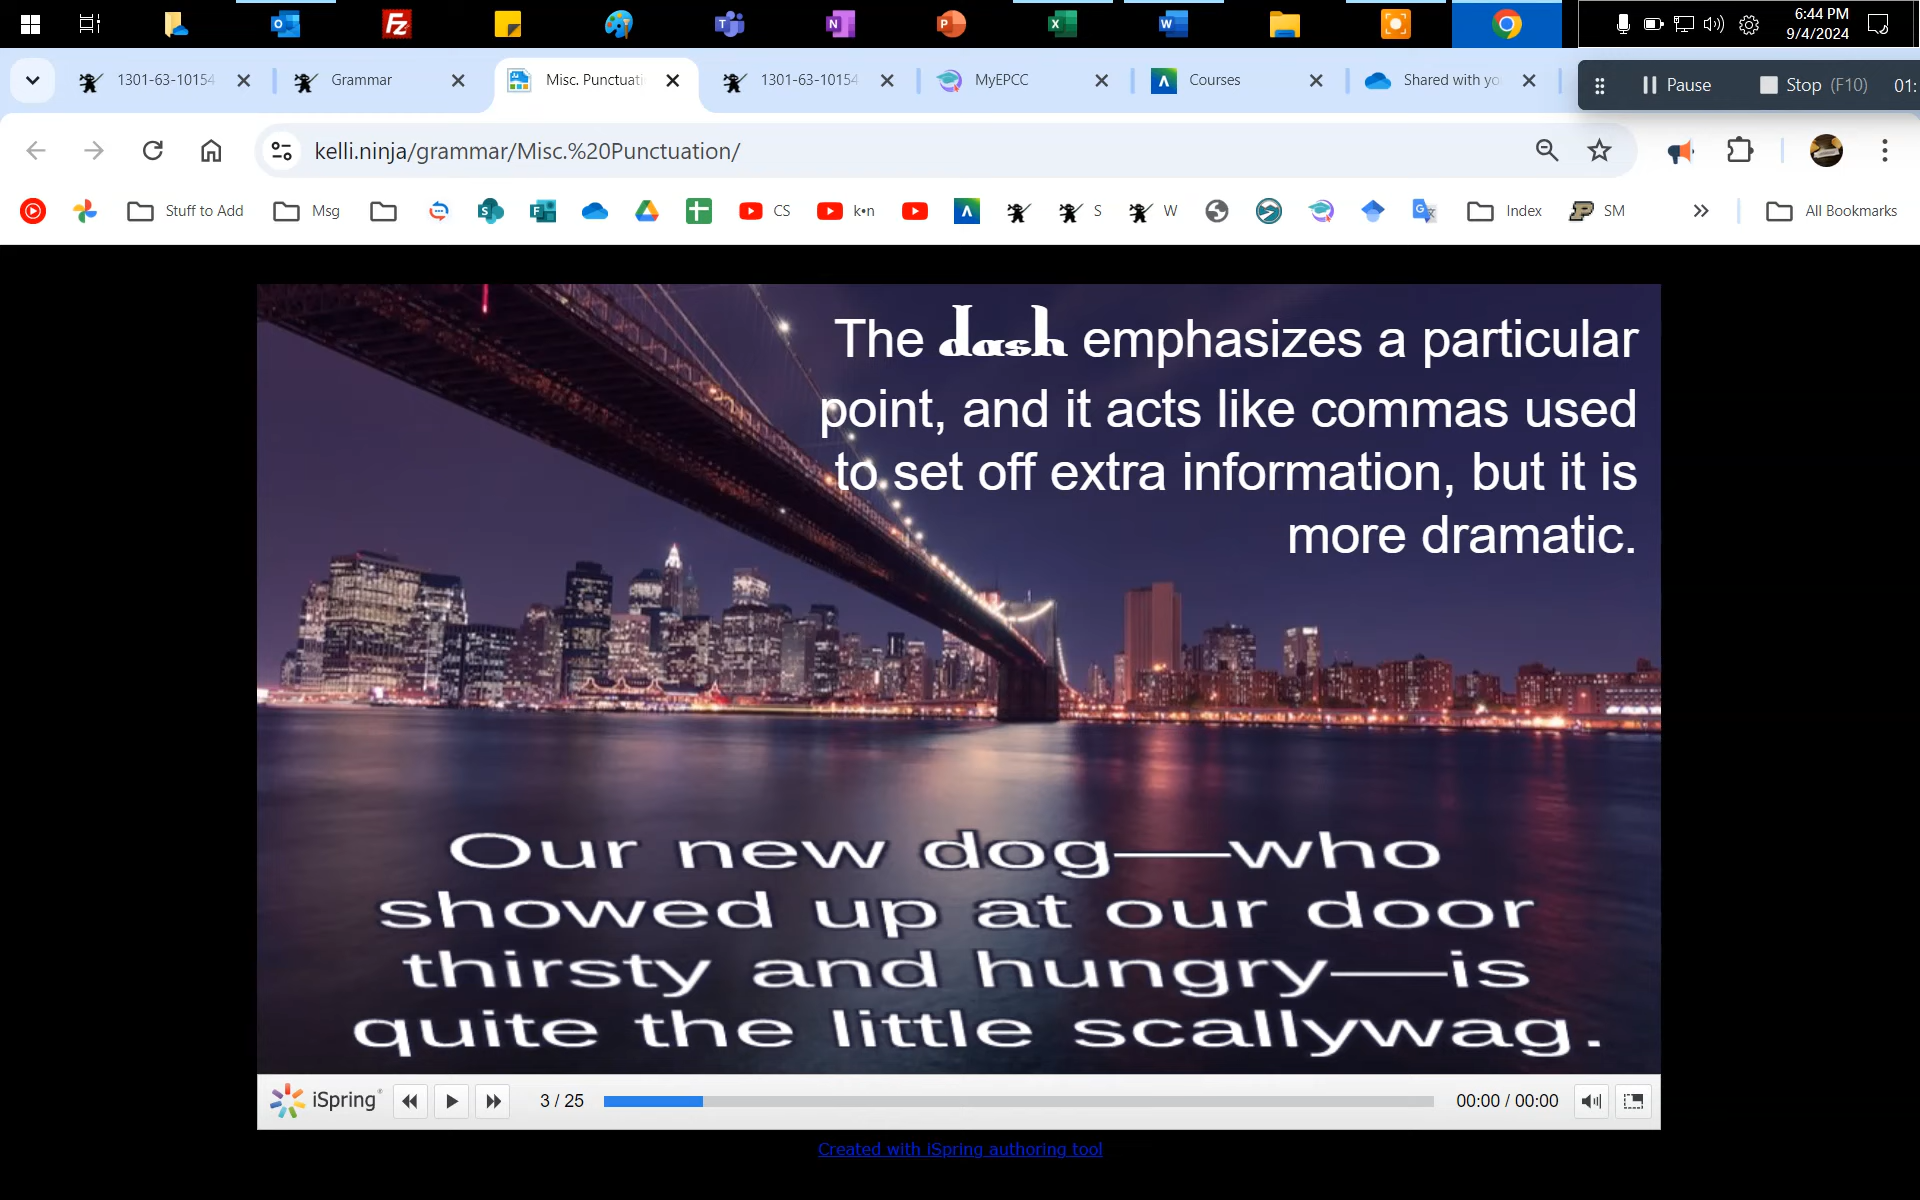 6:44 PM
9/4/2024
1301-63-10154
Grammar
Misc. Punctuati
1301-63-10154
MyEPCC
Courses
Shared with yo
Pause
Stop (F10)
01:
kelli.ninja/grammar/Misc.%20Punctuation/
Stuff to Add
Msg
CS
k•n
S
W
Index
SM
All Bookmarks
The dash emphasizes a particular
point, and it acts like commas used
to set off extra information, but it is
more dramatic.
Our new dog—who
showed up at our door
thirsty and hungry—is
quite the little scallywag.
iSpring
3 / 25
00:00 / 00:00
Created with iSpring authoring tool